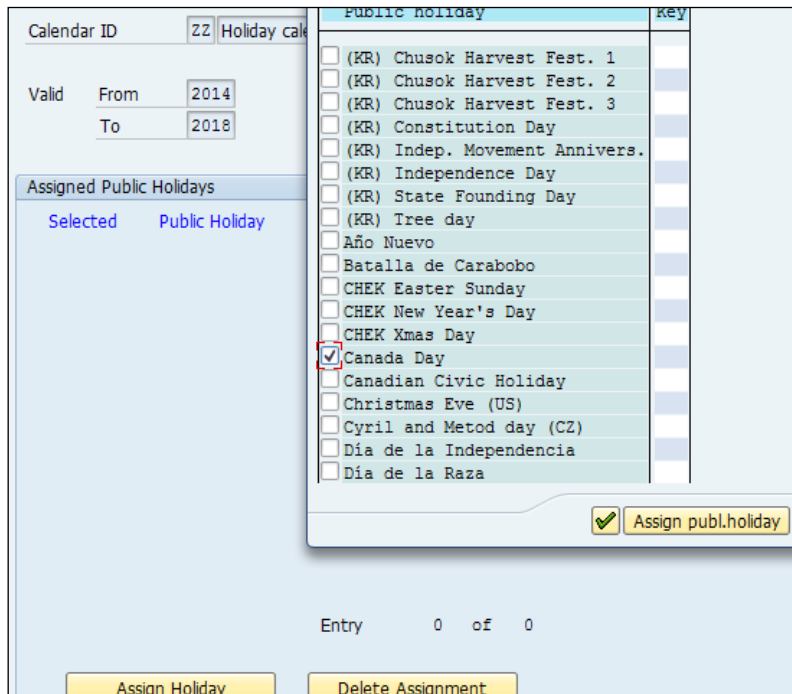 Public holiday Key
Calendar ID ZZ Holiday cale
Valid From 2014
To 2018
Assigned Public Holidays
Selected Public Holiday
(KR) Chusok Harvest Fest. 1
(KR) Chusok Harvest Fest. 2
(KR) Chusok Harvest Fest. 3
(KR) Constitution Day
(KR) Indep. Movement Annivers.
(KR) Independence Day
(KR) State Founding Day
(KR) Tree day
Año Nuevo
Batalla de Carabobo
CHEK Easter Sunday
CHEK New Year's Day
CHEK Xmas Day
Canada Day
Canadian Civic Holiday
Christmas Eve (US)
Cyril and Metod day (CZ)
Día de la Independencia
Día de la Raza
Assign publ.holiday
Entry 0 of 0
Assign Holiday Delete Assignment